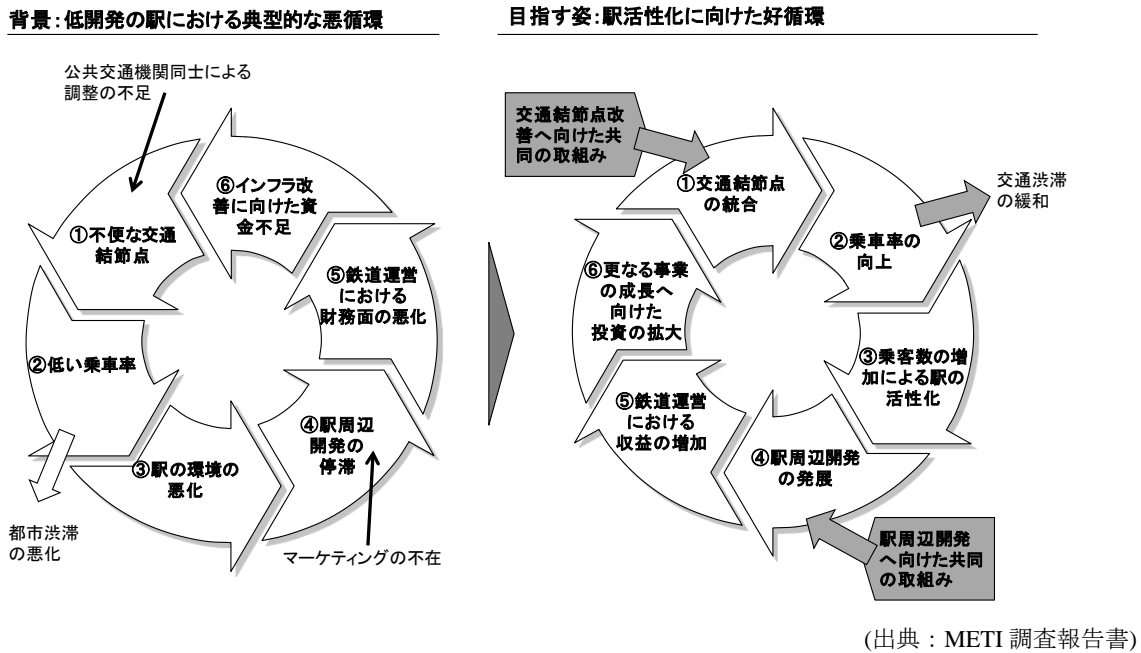 背景：低開発の駅における典型的な悪循環
公共交通機関同士による
調整の不足
①不便な交通
結節点
②低い乗車率
都市渋滞
の悪化
③駅の環境の
悪化
④駅周辺
開発の
停滞
マーケティングの不在
⑤鉄道運営
における
財務面の悪化
⑥インフラ改
善に向けた資
金不足
目指す姿：駅活性化に向けた好循環
交通結節点改
善へ向けた共
同の取組み
①交通結節点
の統合
②乗車率の
向上
交通渋滞
の緩和
③乗客数の増
加による駅の
活性化
④駅周辺開発
の発展
駅周辺開発
へ向けた共同
の取組み
⑤鉄道運営
における
収益の増加
⑥更なる事業
の成長へ
向けた
投資の拡大
(出典：METI 調査報告書)